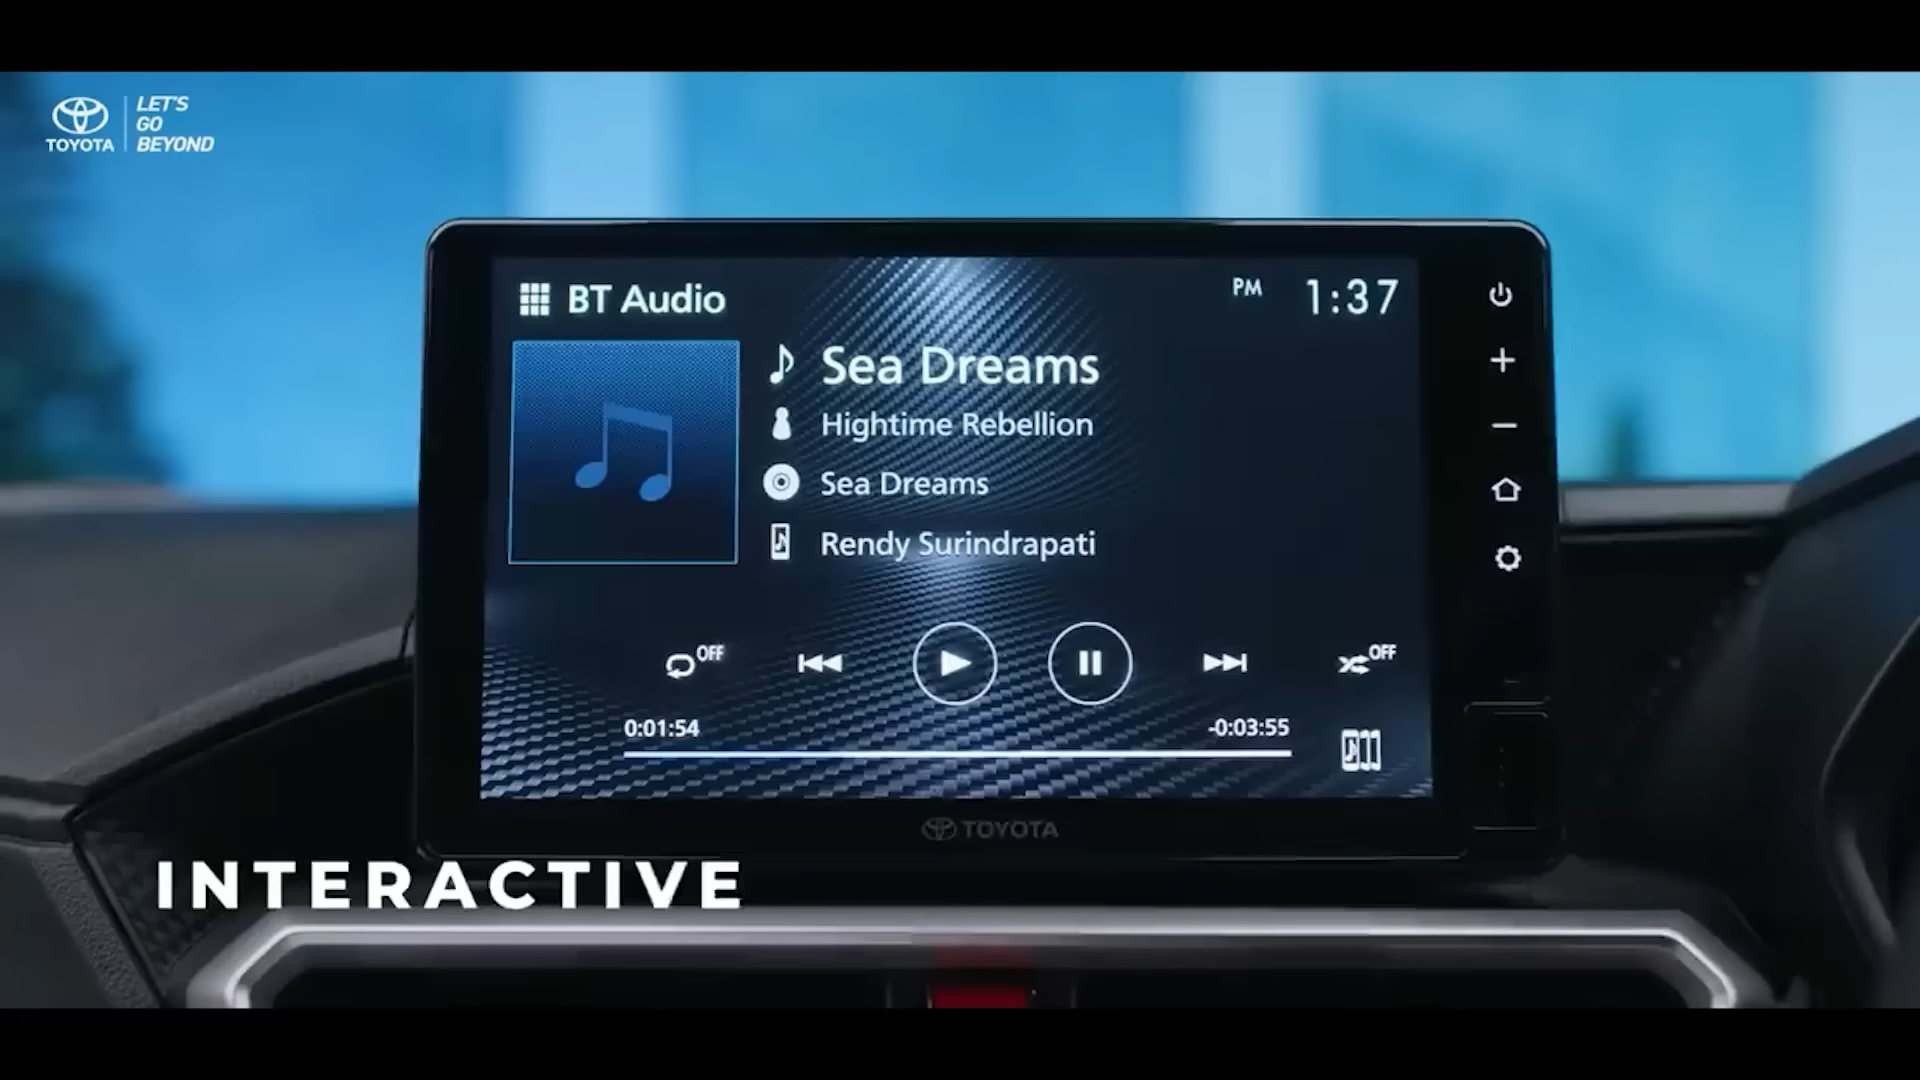 TOYOTA
LET'S
GO
BEYOND
BT Audio
PM 1:37
Sea Dreams
Hightime Rebellion
Sea Dreams
Rendy Surindrapati
OFF
OFF
0:01:54
-0:03:55
TOYOTA
INTERACTIVE